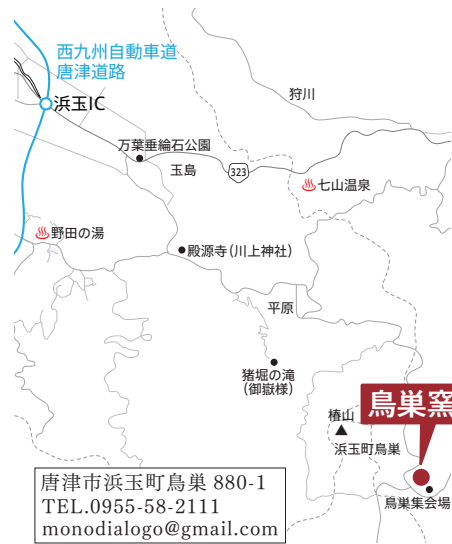 西九州自動車道
唐津道路
浜玉IC
狩川
万葉垂綸石公園
玉島
323
七山温泉
野田の湯
殿源寺(川上神社)
平原
猪堀の滝
(御嶽様)
椿山
鳥巣窯
浜玉町鳥巣
鳥巣集会場
唐津市浜玉町鳥巣 880-1
TEL.0955-58-2111
monodialogo@gmail.com